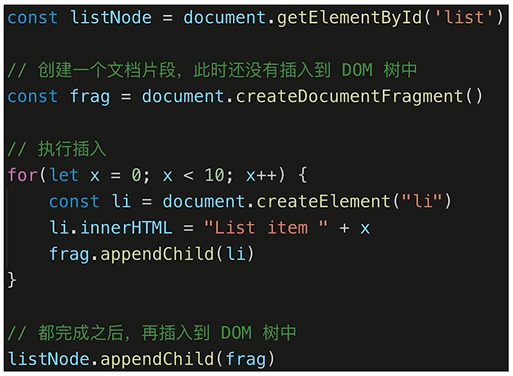 const listNode = document.getElementById('list')
// 创建一个文档片段，此时还没有插入到 DOM 树中
const frag = document.createDocumentFragment()
// 执行插入
for(let x = 0; x < 10; x++) {
    const li = document.createElement("li")
    li.innerHTML = "List item " + x
    frag.appendChild(li)
}
// 都完成之后，再插入到 DOM 树中
listNode.appendChild(frag)